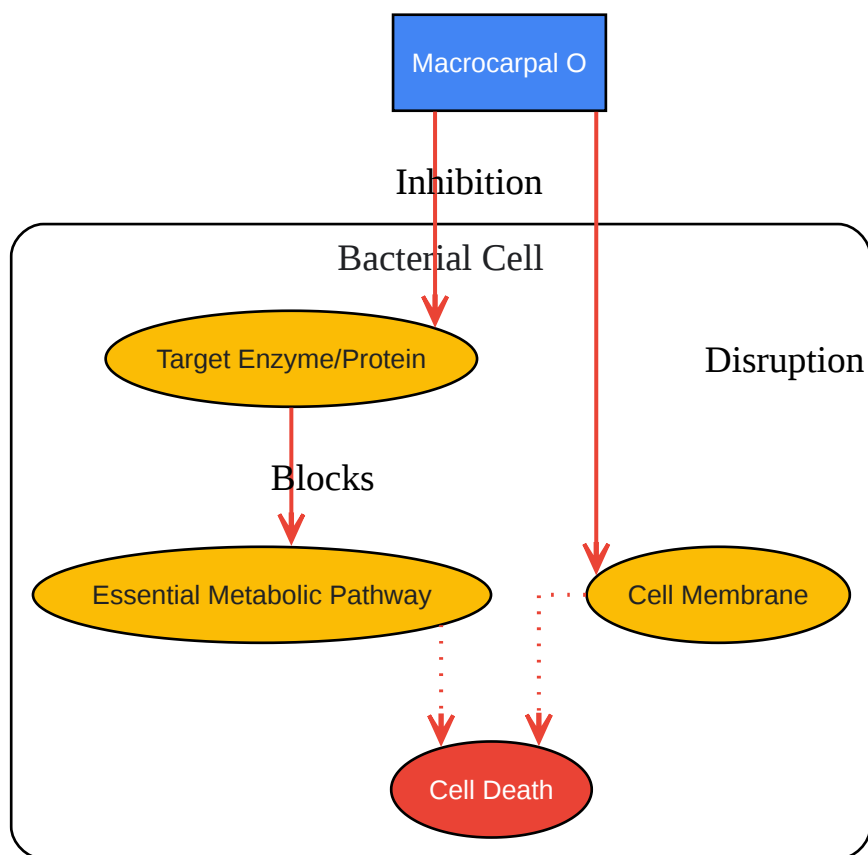 Macrocarpal O
Inhibition
Bacterial Cell
Target Enzyme/Protein
Disruption
Blocks
Essential Metabolic Pathway
Cell Membrane
Cell Death